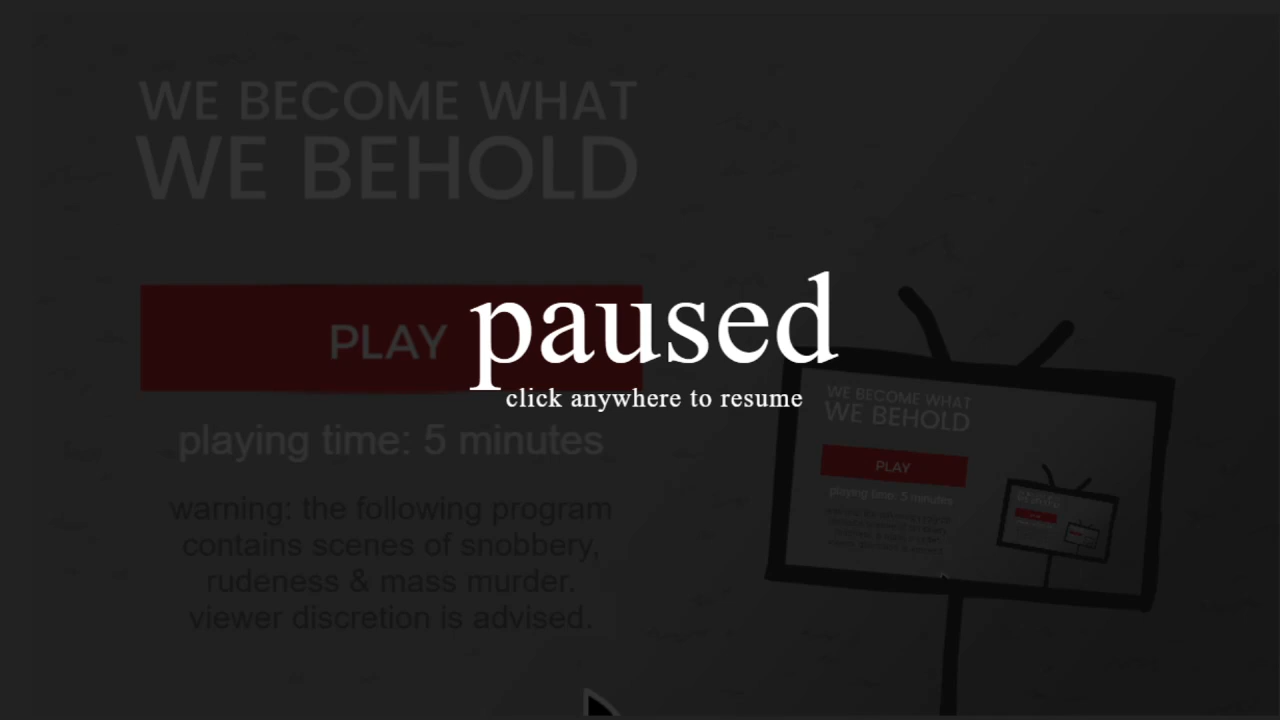 WE BECOME WHAT
WE BEHOLD
PLAY
paused
click anywhere to resume
playing time: 5 minutes
warning: the following program
contains scenes of snobbery,
rudeness & mass murder.
viewer discretion is advised.
WE BECOME WHAT
WE BEHOLD
PLAY
playing time: 5 minutes